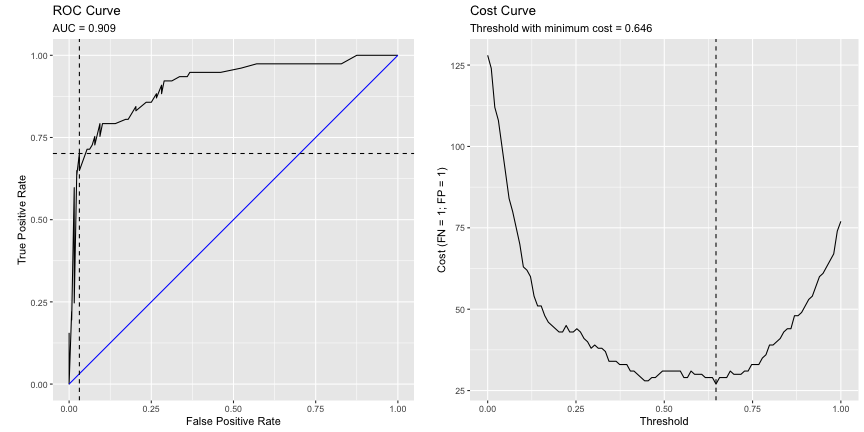 ROC Curve
AUC = 0.909
1.00
0.75
0.50
0.25
0.00
True Positive Rate
0.00 0.25 0.50 0.75 1.00
False Positive Rate
Cost Curve
Threshold with minimum cost = 0.646
125
100
75
50
25
Cost (FN = 1; FP = 1)
0.00 0.25 0.50 0.75 1.00
Threshold